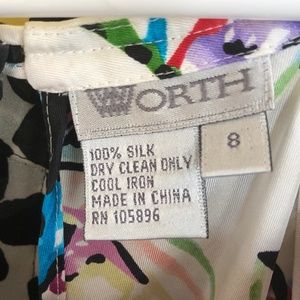 WORTH
8
100% SILK
DRY CLEAN ONLY
COOL IRON
MADE IN CHINA
RN 105896